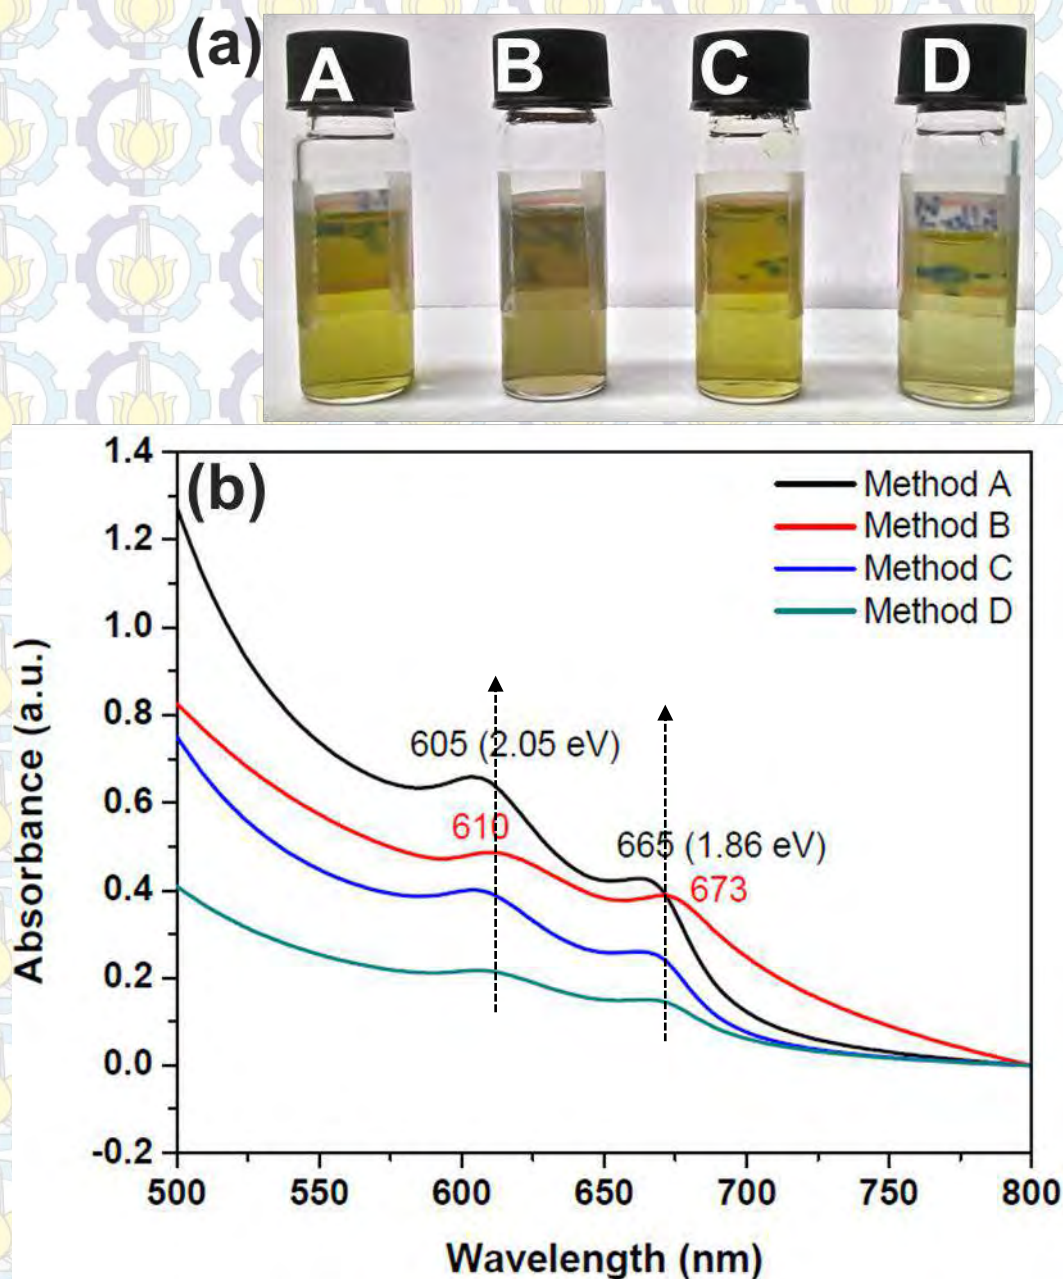 (a)
A B C D
(b)
Method A
Method B
Method C
Method D
1.4
1.2
1.0
0.8
0.6
0.4
0.2
0.0
-0.2
Absorbance (a.u.)
605 (2.05 eV)
610
665 (1.86 eV)
673
500 550 600 650 700 750 800
Wavelength (nm)